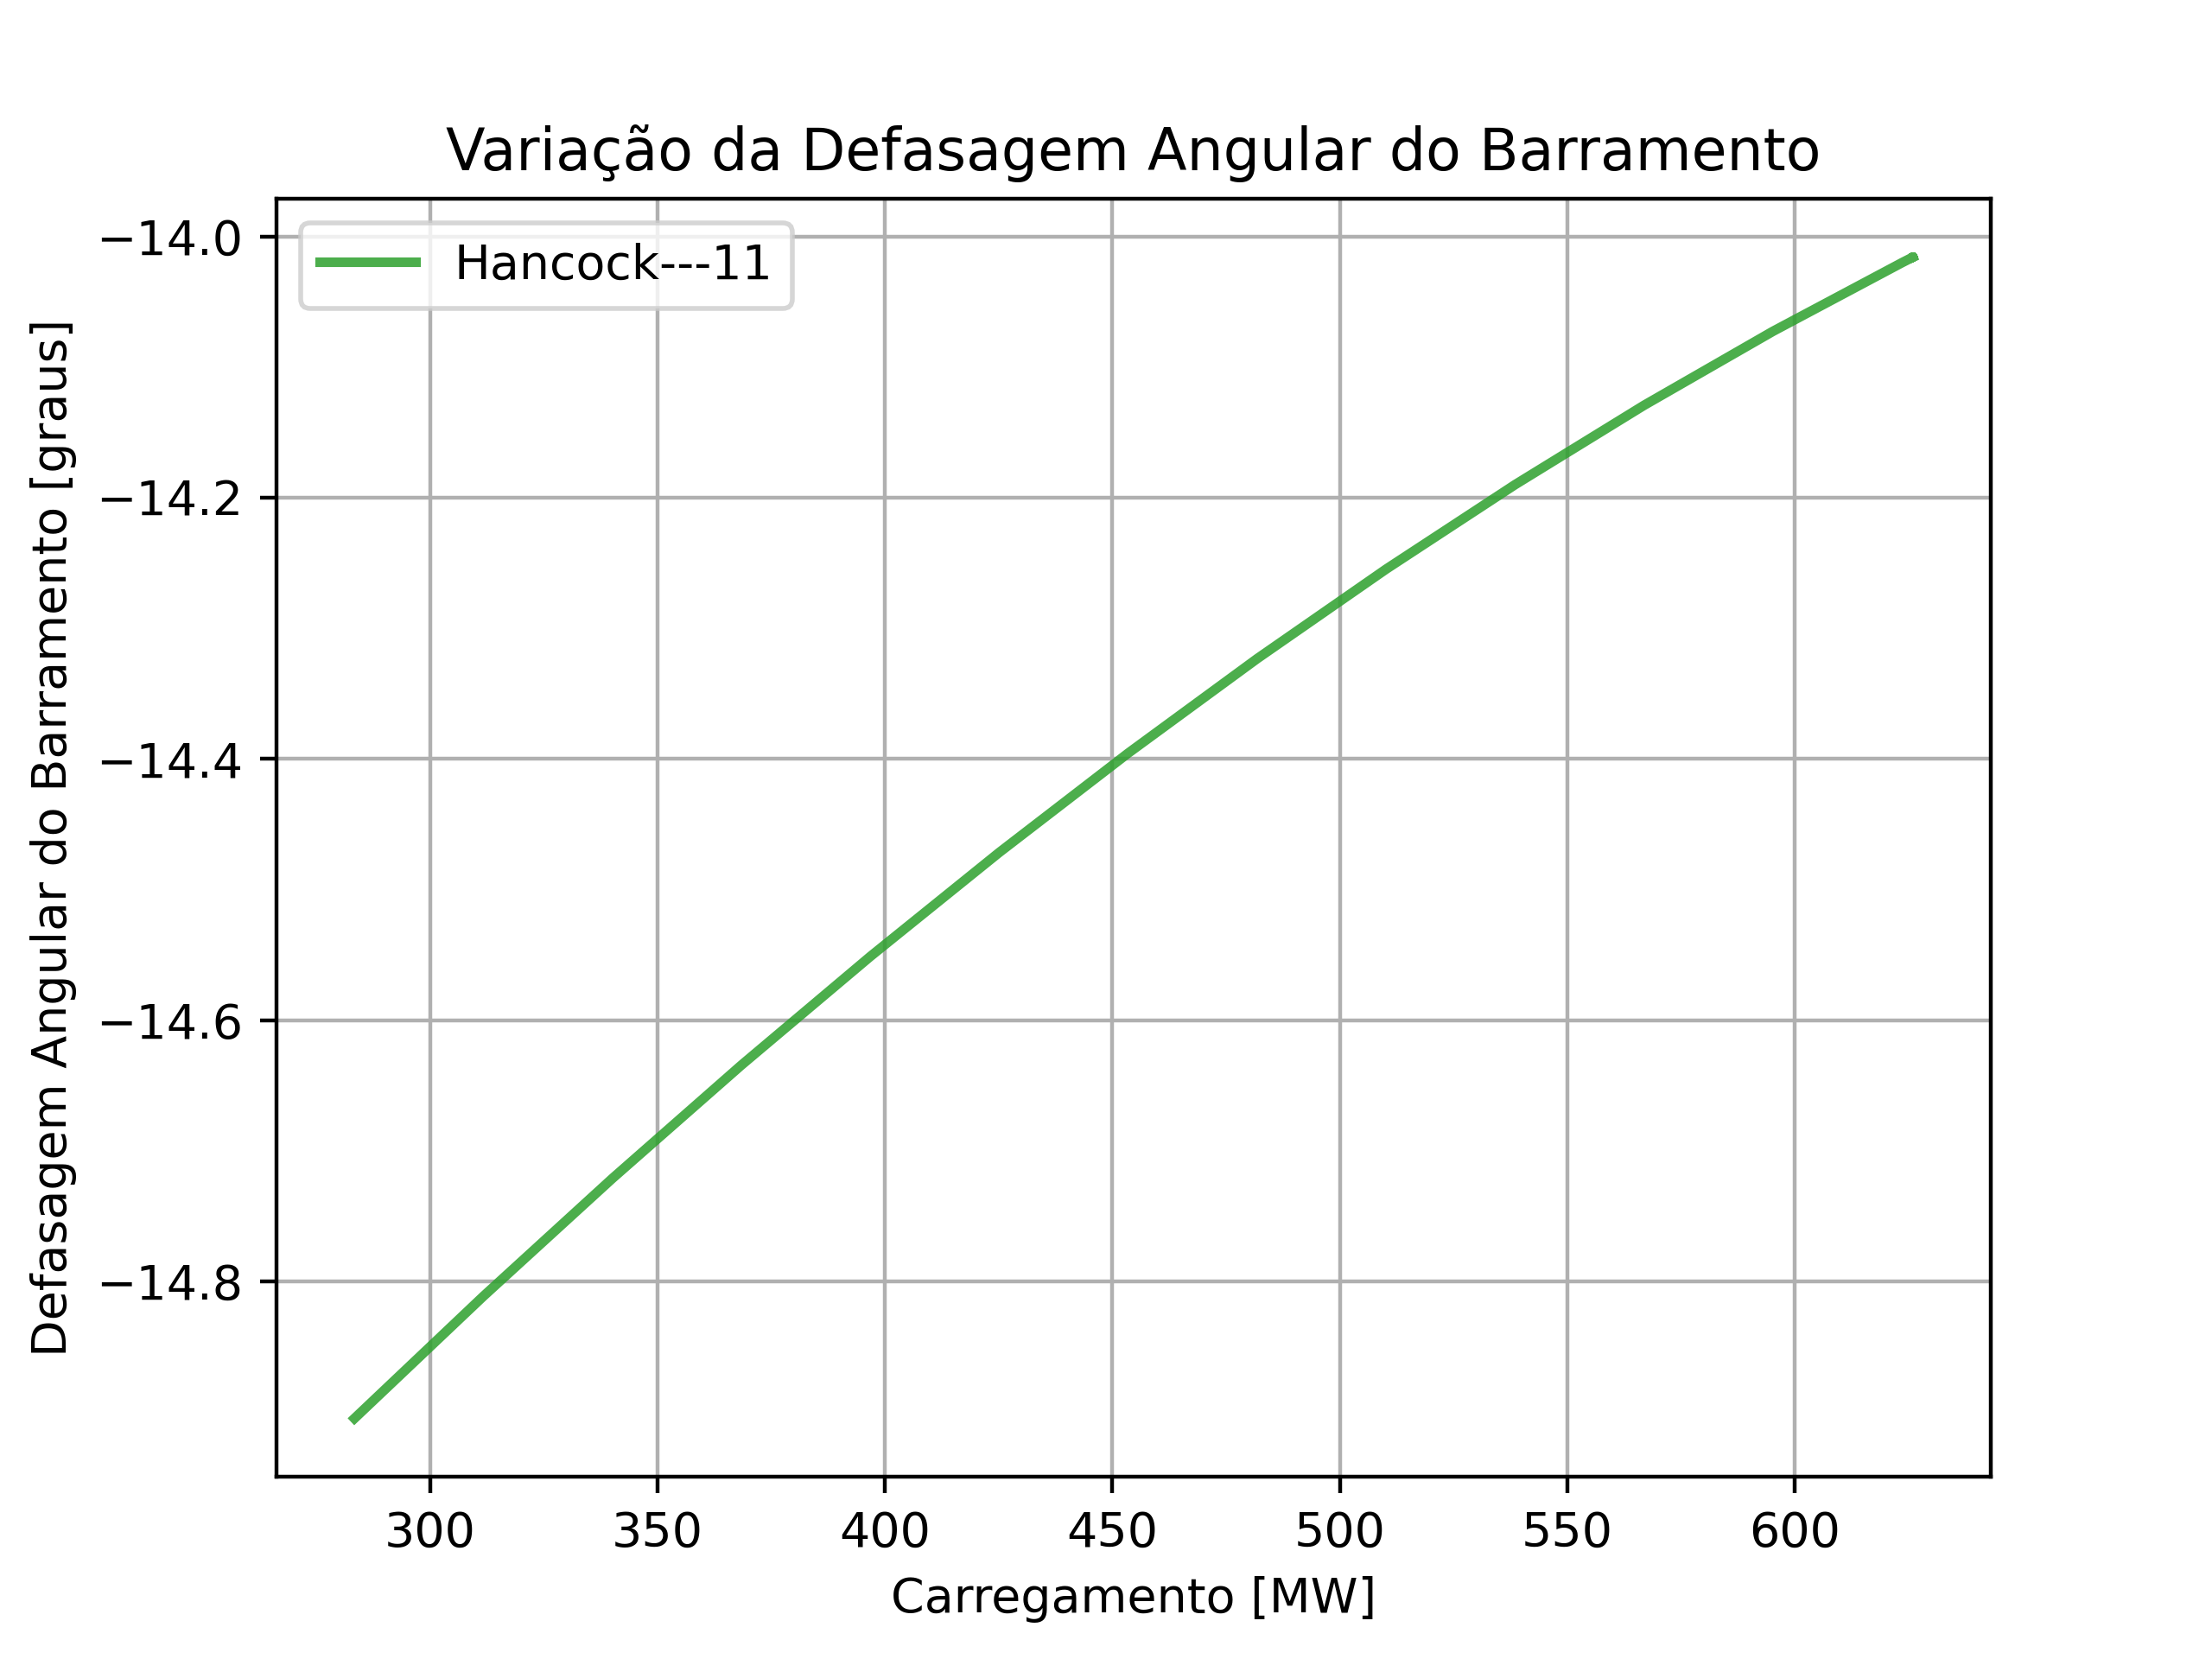 Variação da Defasagem Angular do Barramento
Hancock---11
Defasagem Angular do Barramento [graus]
−14.0
−14.2
−14.4
−14.6
−14.8
300 350 400 450 500 550 600
Carregamento [MW]